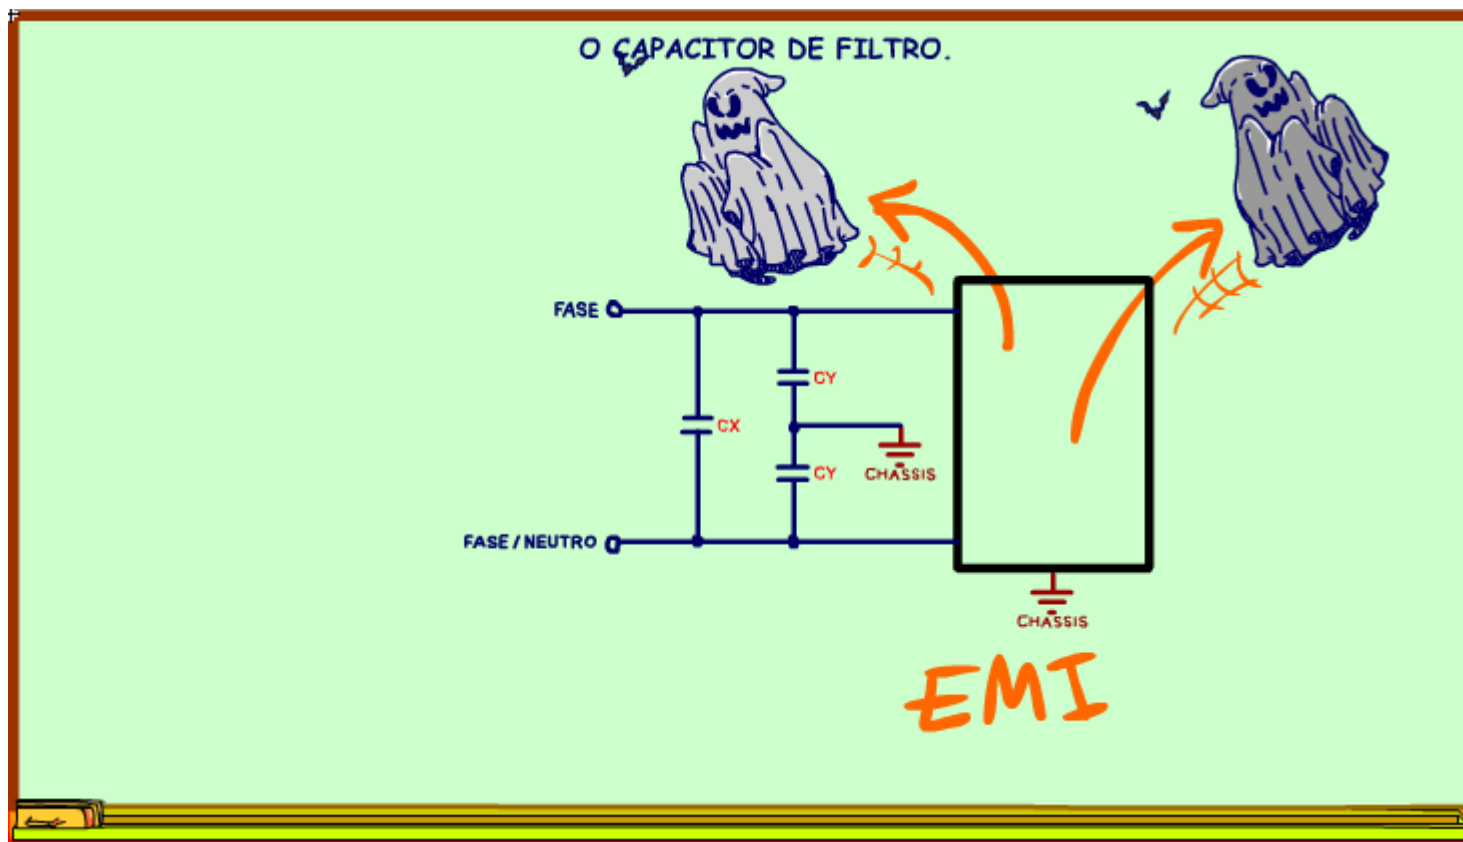 O CAPACITOR DE FILTRO.
FASE
CY
CX
CY
CHASSIS
FASE / NEUTRO
CHASSIS
EMI